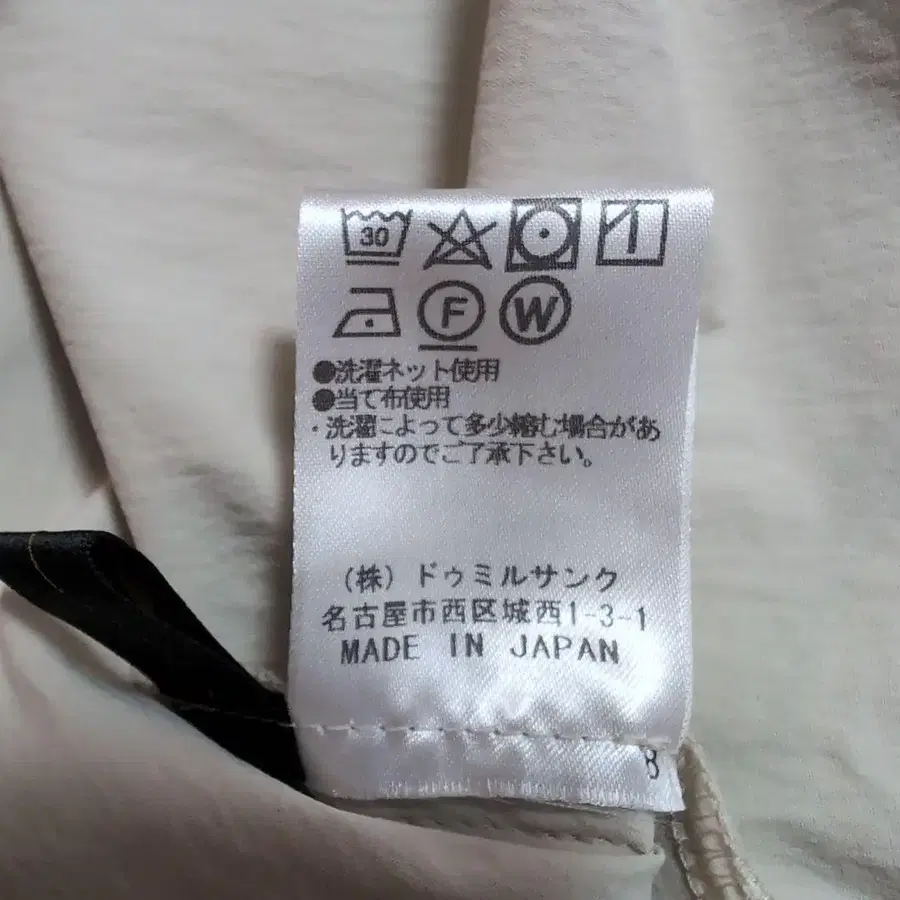 30
F W
●洗濯ネット使用
●当て布使用
・洗濯によって多少縮む場合があ
りますのでご了承下さい。
(株)ドゥミルサンク
名古屋市西区城西1-3-1
MADE IN JAPAN
8